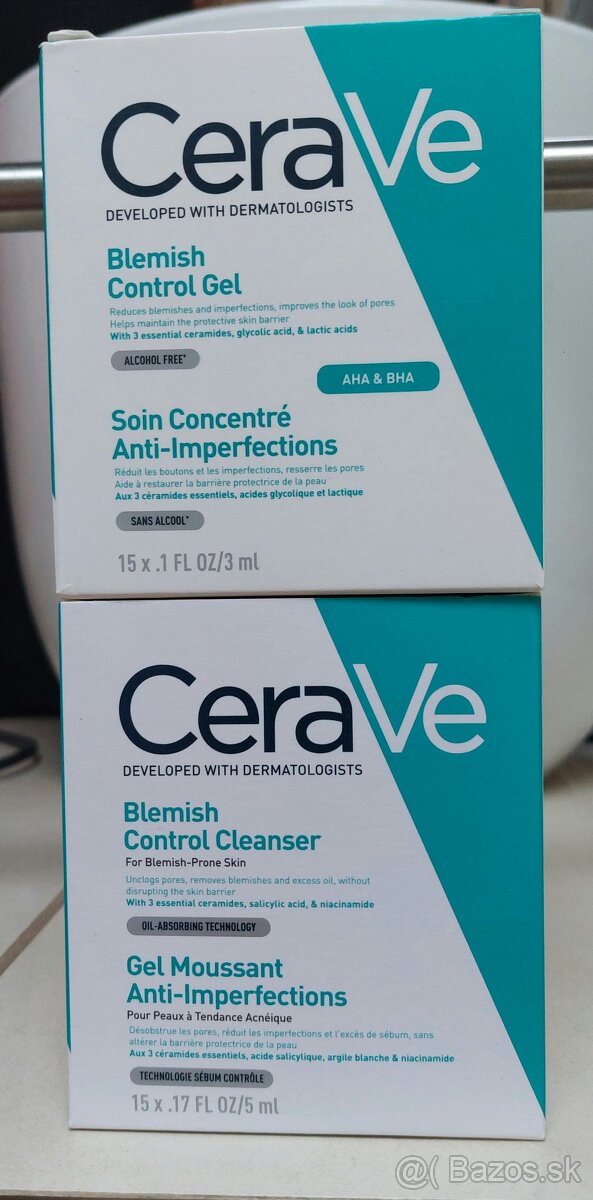 CeraVe
DEVELOPED WITH DERMATOLOGISTS
Blemish
Control Gel
Reduces blemishes and imperfections, improves the look of pores
Helps maintain the protective skin barrier
With 3 essential ceramides, glycolic acid, & lactic acids
ALCOHOL FREE*
AHA & BHA
Soin Concentré
Anti-Imperfections
Réduit les boutons et les imperfections, resserre les pores
Aide à restaurer la barrière protectrice de la peau
Aux 3 céramides essentiels, acides glycolique et lactique
SANS ALCOOL*
15 x .1 FL OZ/3 ml
CeraVe
DEVELOPED WITH DERMATOLOGISTS
Blemish
Control Cleanser
For Blemish-Prone Skin
Unclogs pores, removes blemishes and excess oil, without
disrupting the skin barrier
With 3 essential ceramides, salicylic acid, & niacinamide
OIL-ABSORBING TECHNOLOGY
Gel Moussant
Anti-Imperfections
Pour Peaux à Tendance Acnéique
Désobstrue les pores, réduit les imperfections et l'excès de sébum, sans
altérer la barrière protectrice de la peau
Aux 3 céramides essentiels, acide salicylique, argile blanche & niacinamide
TECHNOLOGIE SÉBUM CONTRÔLE
15 x .17 FL OZ/5 ml
@( Bazos.sk